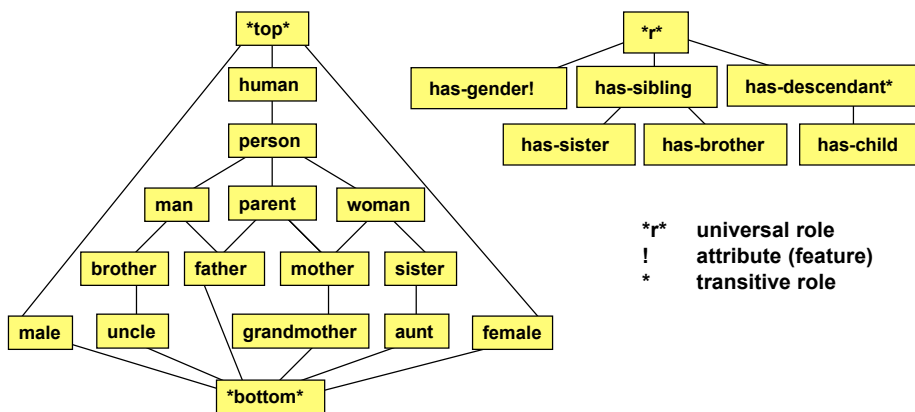 *top*
human
person
man parent woman
brother father mother sister
male uncle grandmother aunt female
*bottom*
*r*
has-gender! has-sibling has-descendant*
has-sister has-brother has-child
*r* universal role
! attribute (feature)
* transitive role